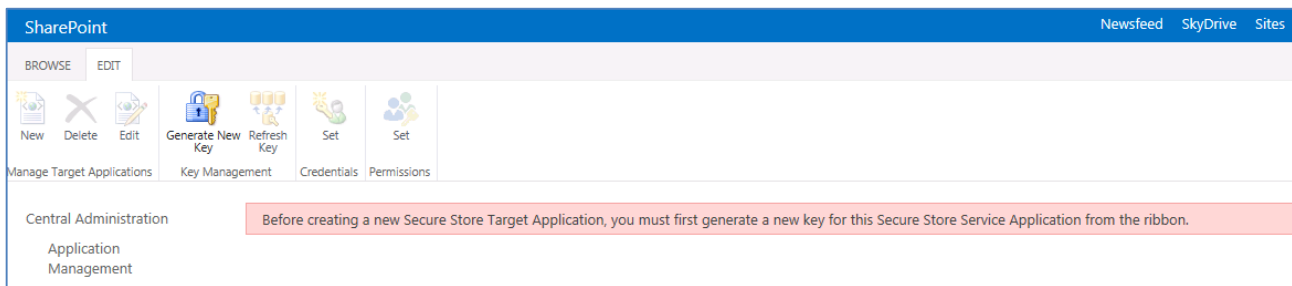 SharePoint Newsfeed SkyDrive Sites
BROWSE EDIT
New Delete Edit Generate New Refresh Set Set
Key Key
Manage Target Applications Key Management Credentials Permissions
Central Administration Before creating a new Secure Store Target Application, you must first generate a new key for this Secure Store Service Application from the ribbon.
Application
Management